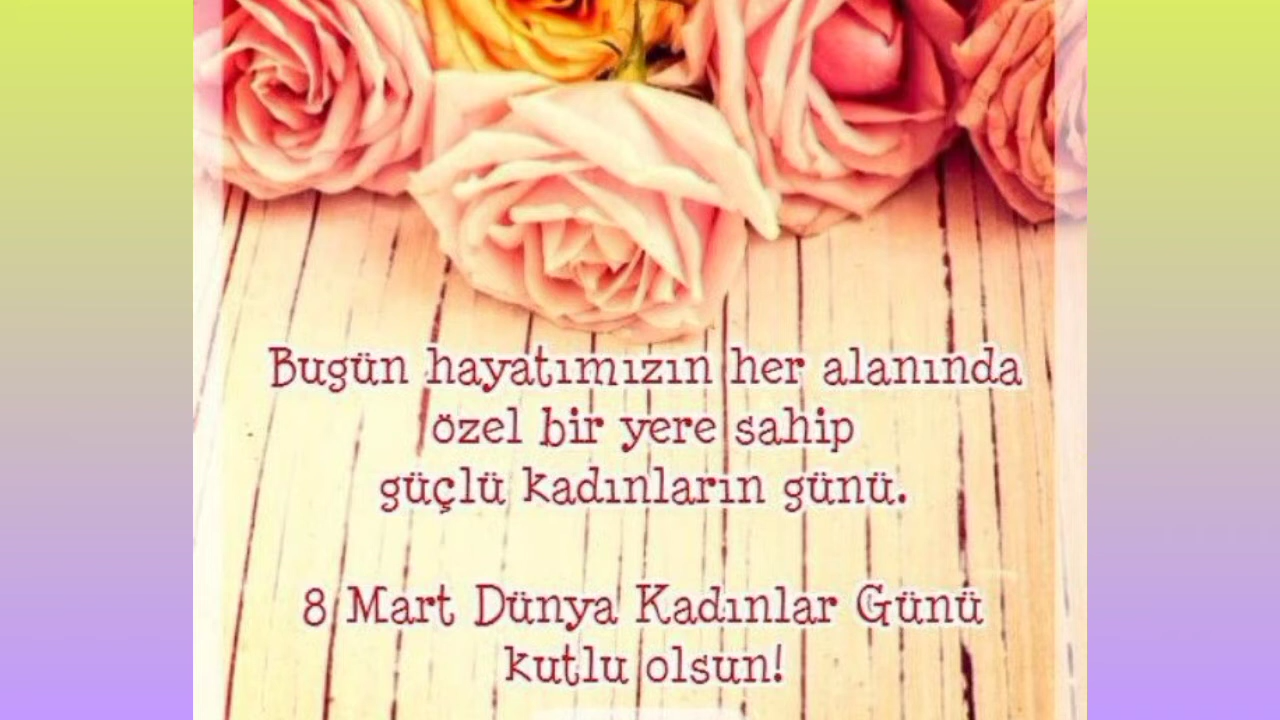 Bugün hayatımızın her alanında
özel bir yere sahip
güçlü kadınların günü.
8 Mart Dünya Kadınlar Günü
kutlu olsun!